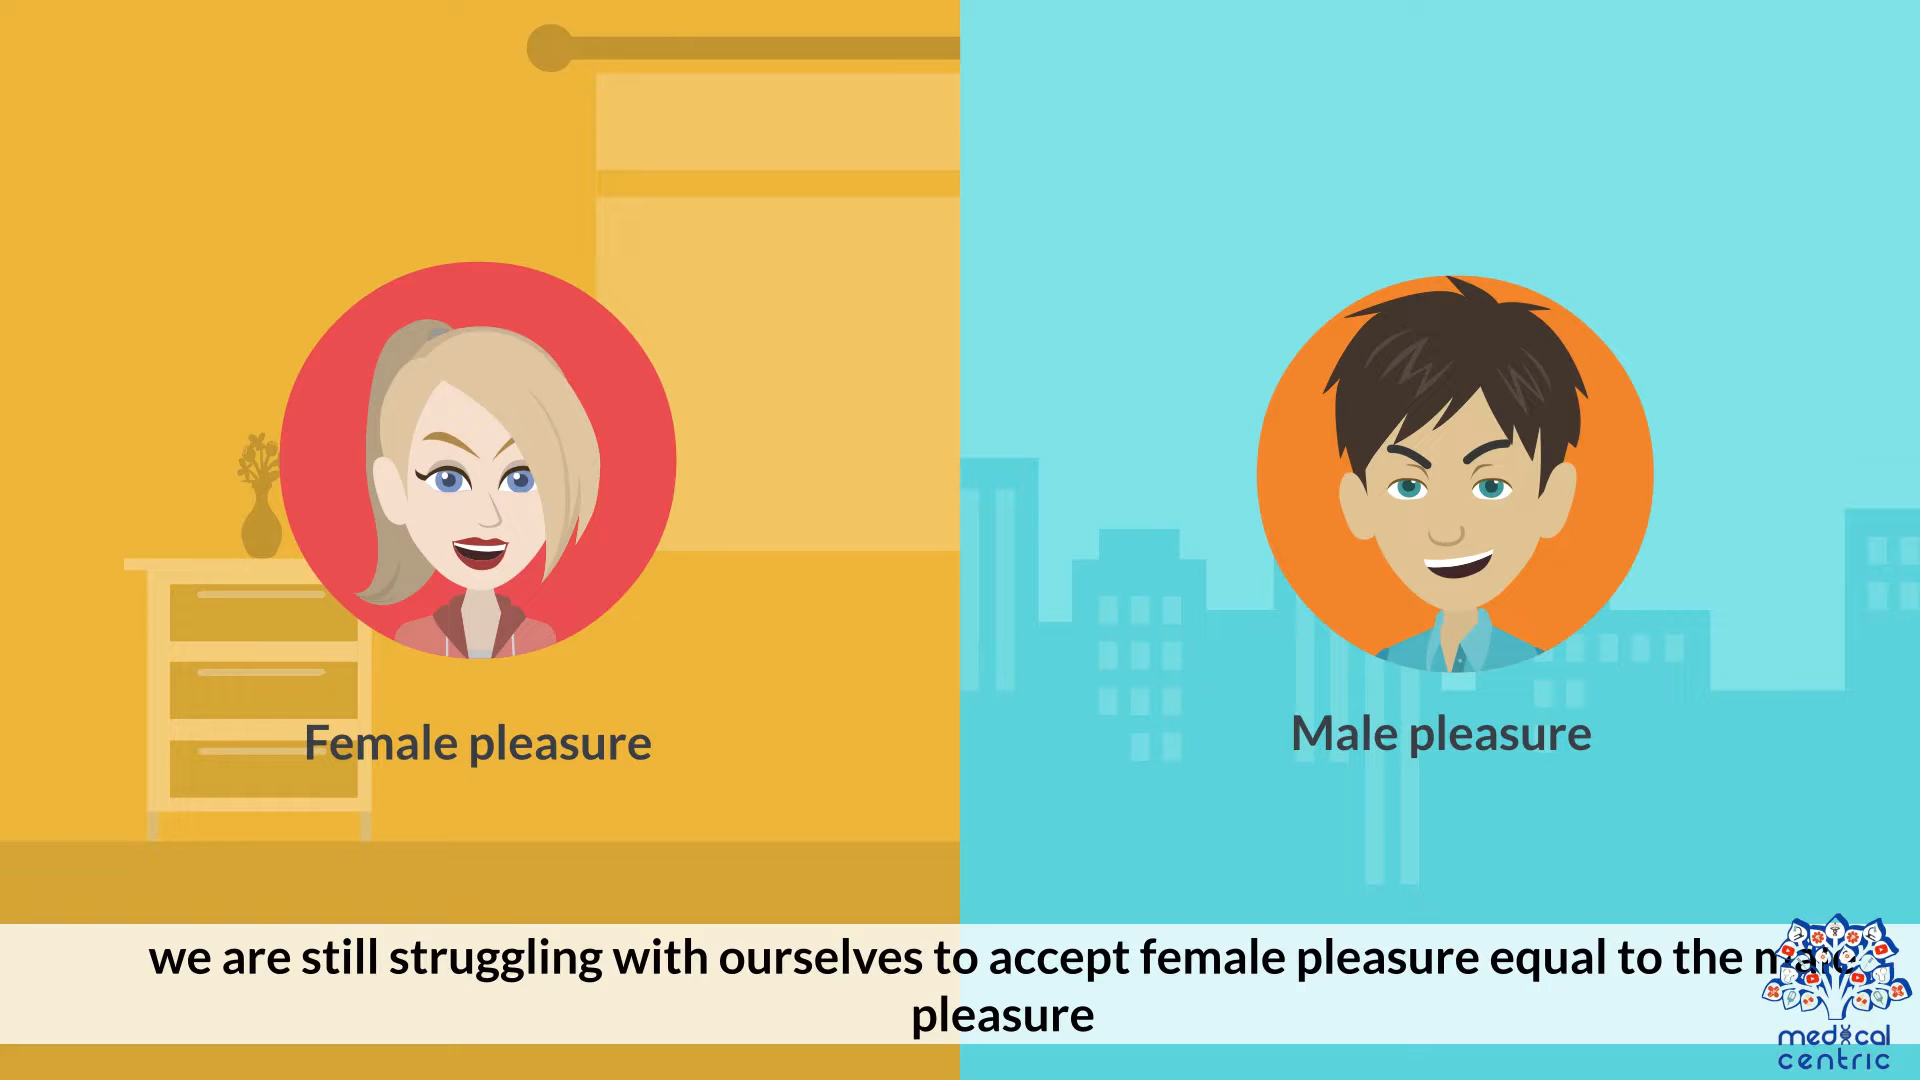 Female pleasure
Male pleasure
we are still struggling with ourselves to accept female pleasure equal to the male
pleasure
medical
centric